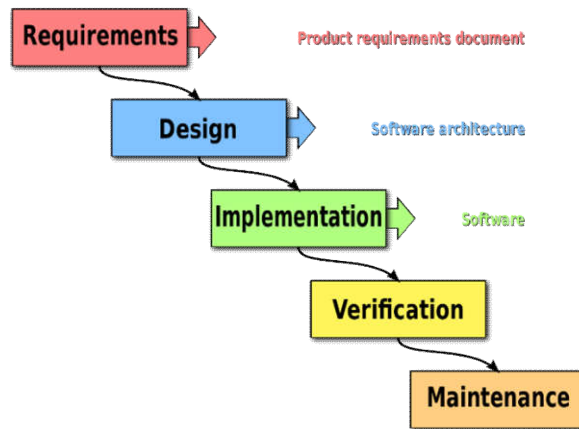 Requirements
Product requirements document
Design
Software architecture
Implementation
Software
Verification
Maintenance